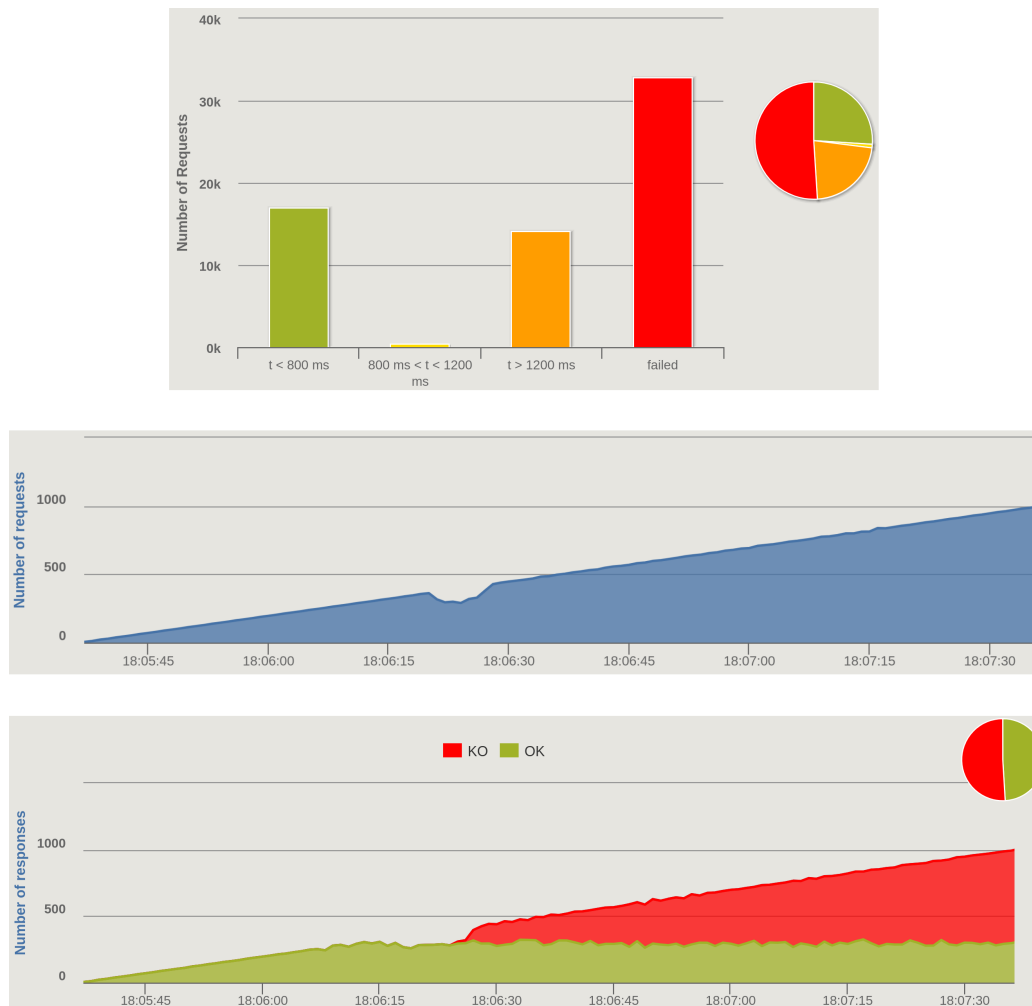 40k
30k
20k
10k
0k
Number of Requests
t < 800 ms
800 ms < t < 1200
ms
t > 1200 ms
failed
Number of requests
1000
500
0
18:05:45 18:06:00 18:06:15 18:06:30 18:06:45 18:07:00 18:07:15 18:07:30
KO OK
Number of responses
1000
500
0
18:05:45 18:06:00 18:06:15 18:06:30 18:06:45 18:07:00 18:07:15 18:07:30